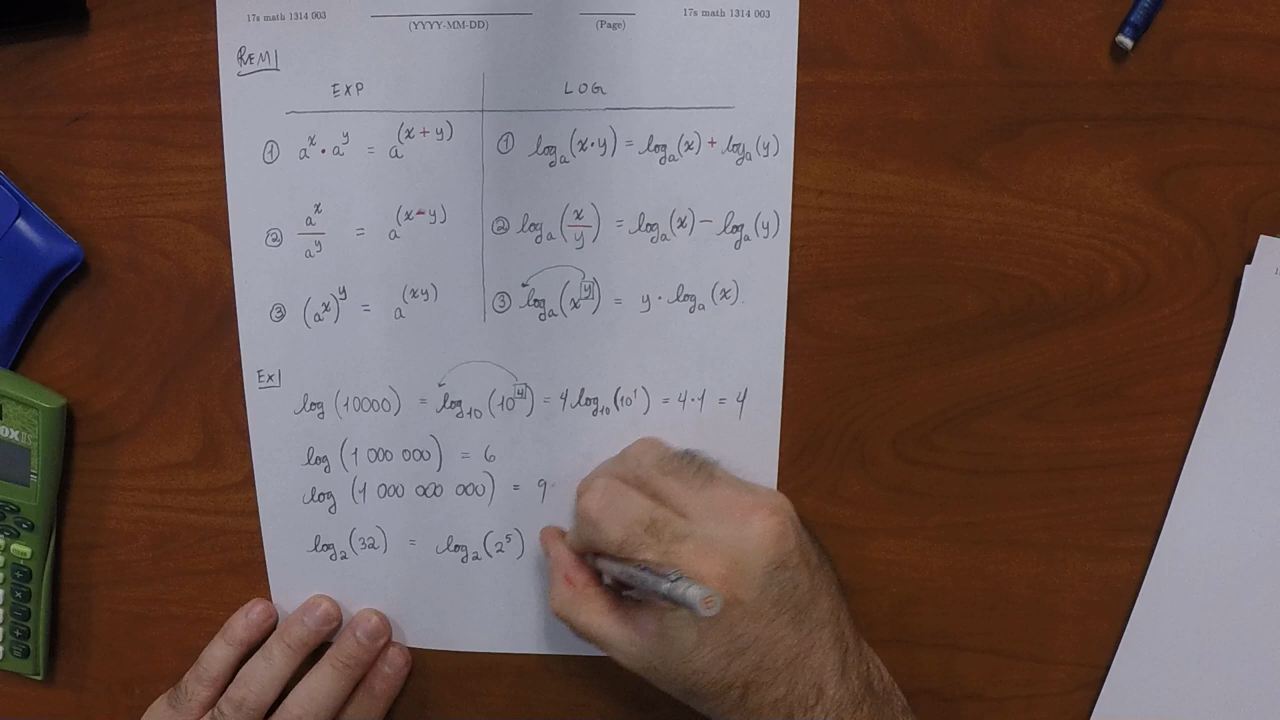 17s math 1314 003 (YYYY-MM-DD) (Page) 17s math 1314 003
REM
EXP LOG
① a^x · a^y = a^(x + y) ① log_a(x·y) = log_a(x) + log_a(y)
② a^x / a^y = a^(x-y) ② log_a(x/y) = log_a(x) - log_a(y)
③ (a^x)^y = a^(xy) ③ log_a(x^y) = y · log_a(x)
Ex
log(10000) = log_10(10^4) = 4 log_10(10^1) = 4·1 = 4
log(1 000 000) = 6
log(1 000 000 000) = 9
log_2(32) = log_2(2^5)